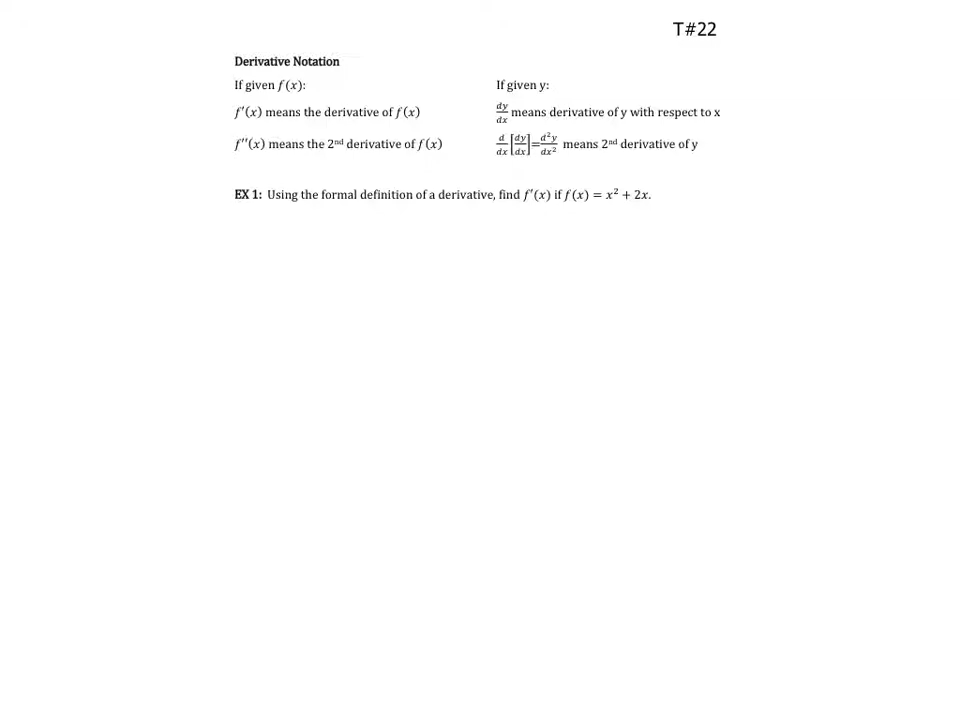 T#22
Derivative Notation
If given f(x):
If given y:
f′(x) means the derivative of f(x)
dy/dx means derivative of y with respect to x
f′′(x) means the 2nd derivative of f(x)
d/dx [dy/dx]=d²y/dx² means 2nd derivative of y
EX 1: Using the formal definition of a derivative, find f′(x) if f(x) = x² + 2x.